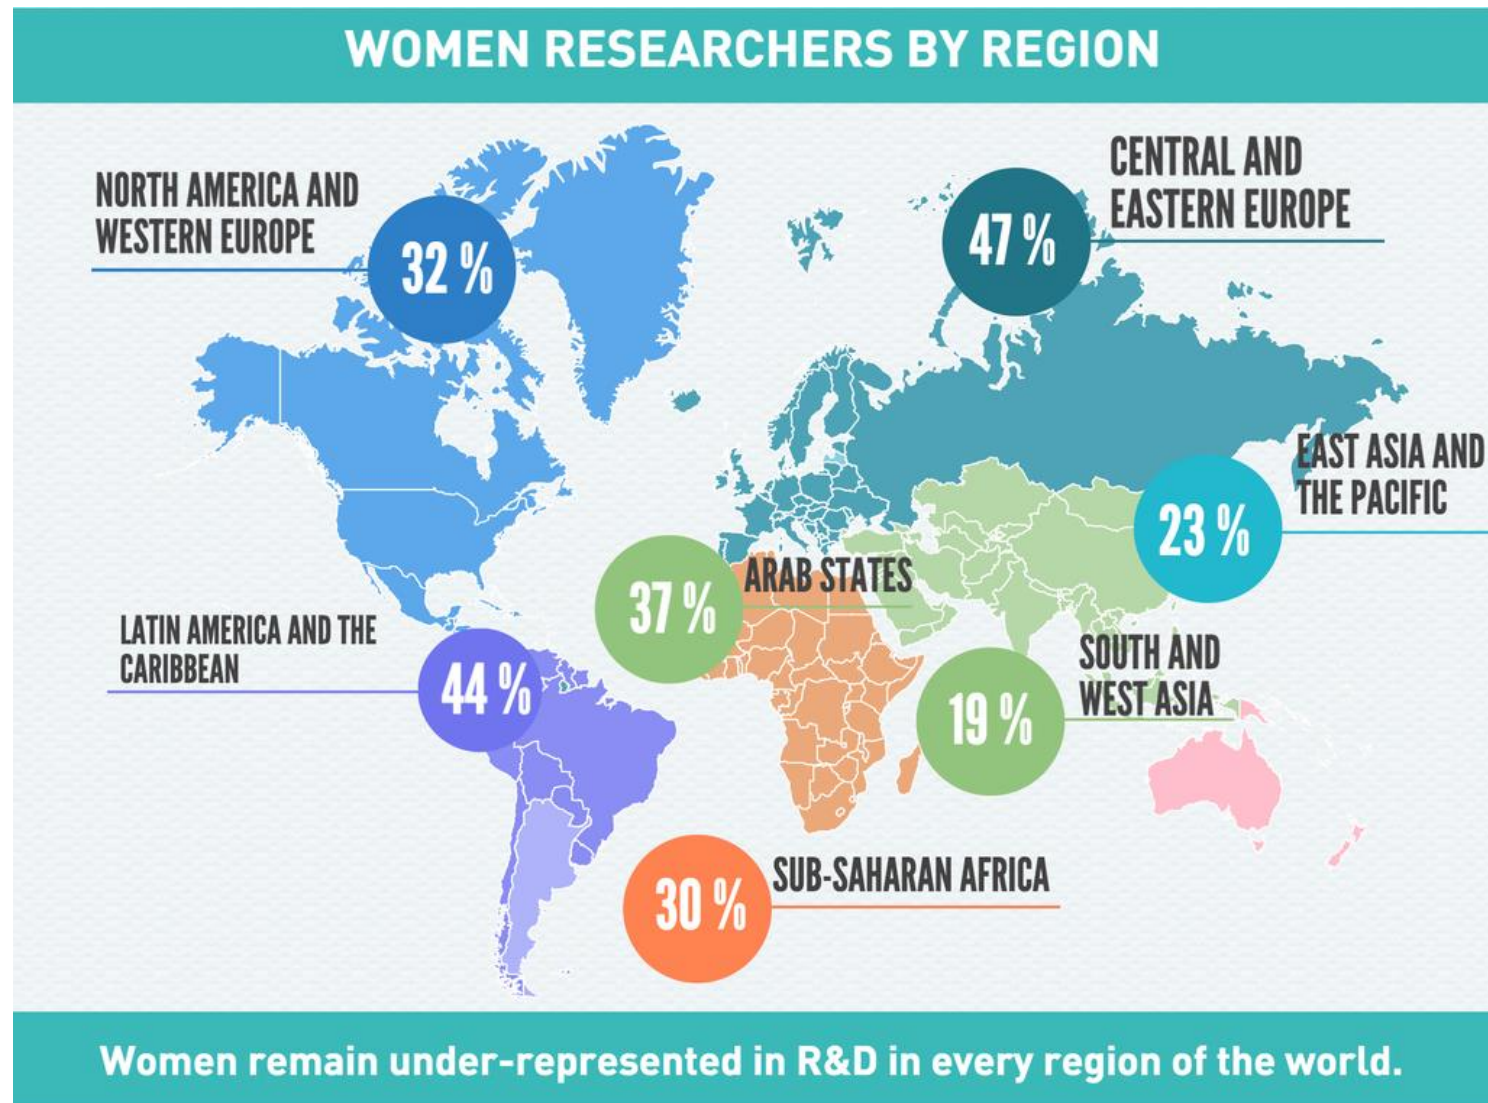 WOMEN RESEARCHERS BY REGION
NORTH AMERICA AND
WESTERN EUROPE
32 %
CENTRAL AND
EASTERN EUROPE
47 %
EAST ASIA AND
THE PACIFIC
23 %
ARAB STATES
37 %
LATIN AMERICA AND THE
CARIBBEAN
44 %
SOUTH AND
WEST ASIA
19 %
SUB-SAHARAN AFRICA
30 %
Women remain under-represented in R&D in every region of the world.